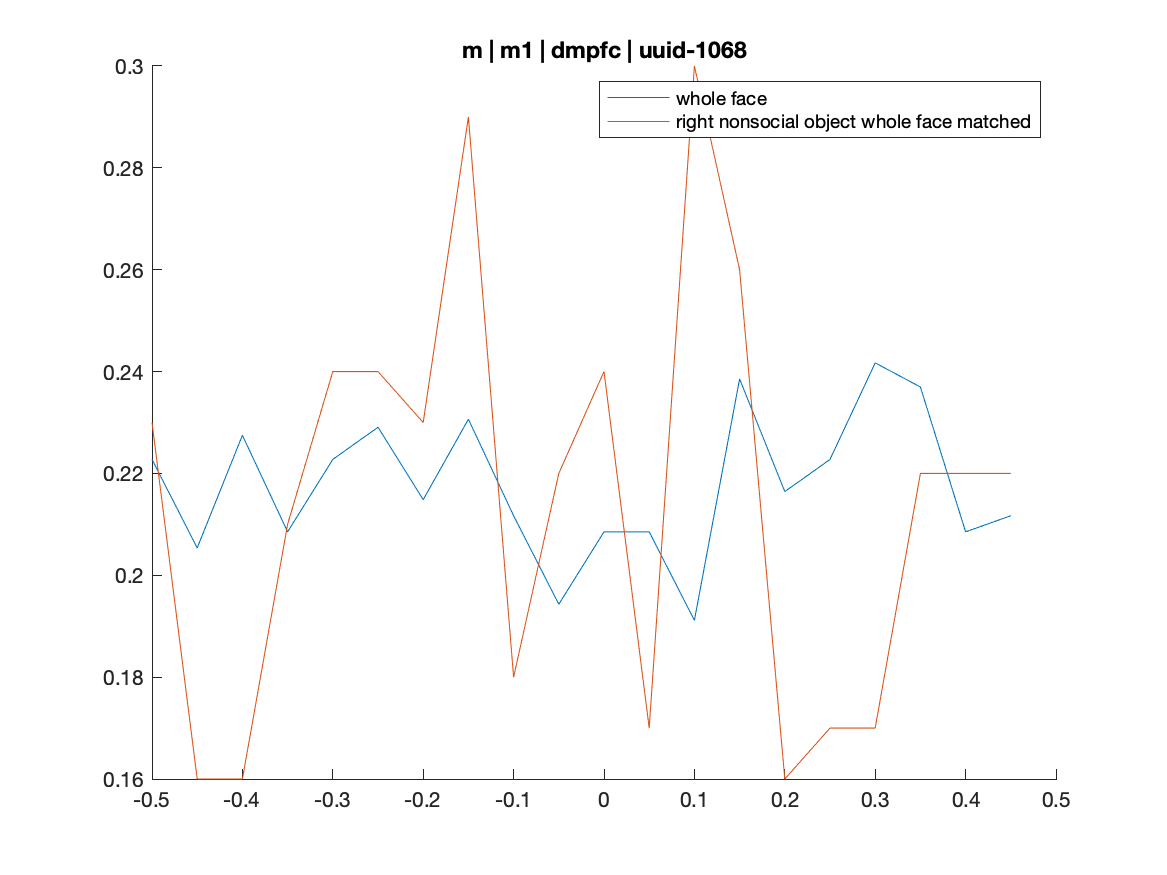 m | m1 | dmpfc | uuid-1068
whole face
right nonsocial object whole face matched
0.3
0.28
0.26
0.24
0.22
0.2
0.18
0.16
-0.5 -0.4 -0.3 -0.2 -0.1 0 0.1 0.2 0.3 0.4 0.5